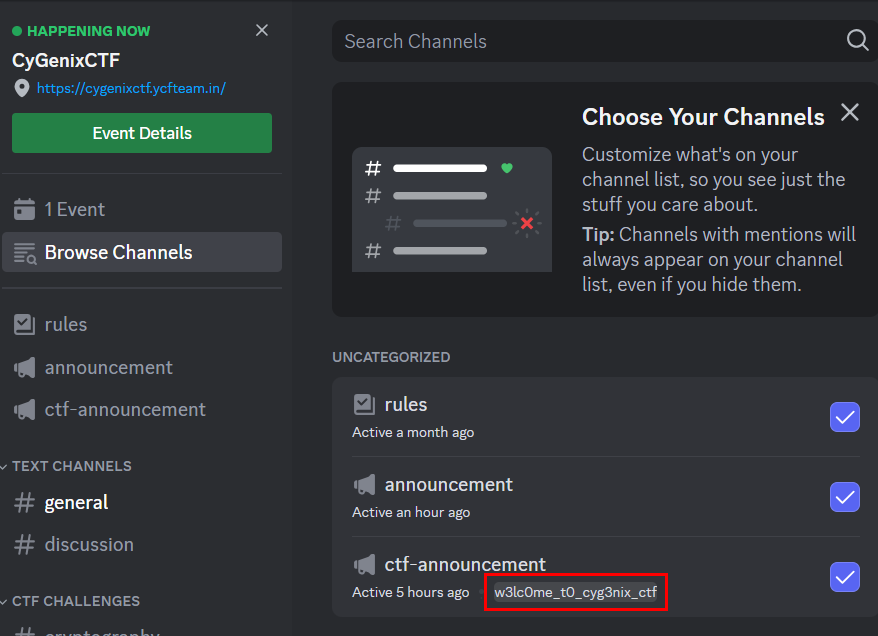 HAPPENING NOW
CyGenixCTF
https://cygenixctf.ycfteam.in/
Event Details
1 Event
Browse Channels
rules
announcement
ctf-announcement
TEXT CHANNELS
# general
# discussion
CTF CHALLENGES
# cryptography
Search Channels
Choose Your Channels
Customize what's on your
channel list, so you see just the
stuff you care about.
Tip: Channels with mentions will
always appear on your channel
list, even if you hide them.
UNCATEGORIZED
rules
Active a month ago
announcement
Active an hour ago
ctf-announcement
Active 5 hours ago • w3lc0me_t0_cyg3nix_ctf